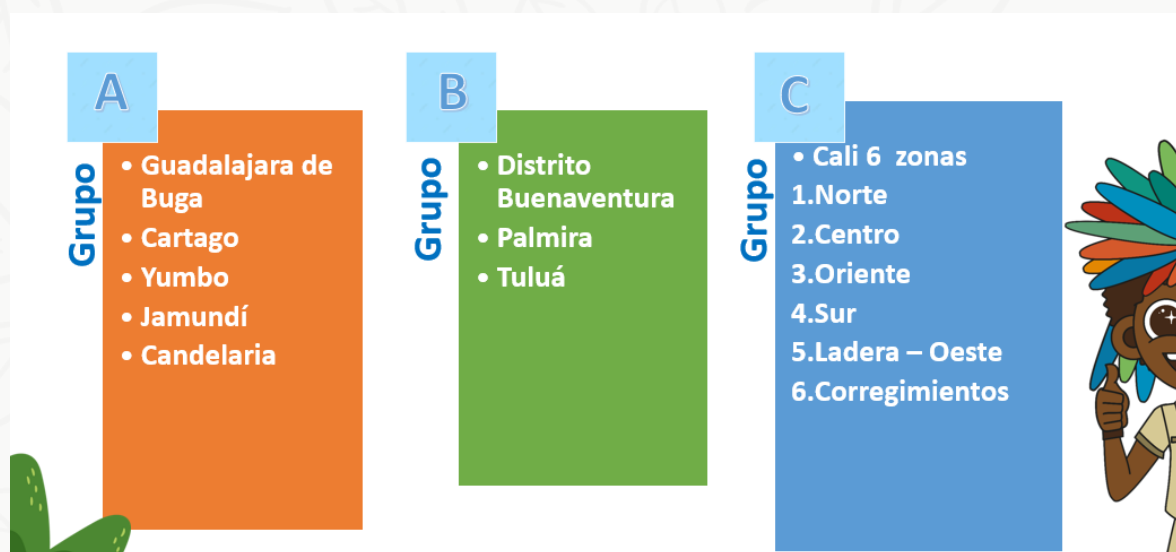 A
Grupo
• Guadalajara de
Buga
• Cartago
• Yumbo
• Jamundí
• Candelaria
B
Grupo
• Distrito
Buenaventura
• Palmira
• Tuluá
C
Grupo
• Cali 6 zonas
1.Norte
2.Centro
3.Oriente
4.Sur
5.Ladera – Oeste
6.Corregimientos